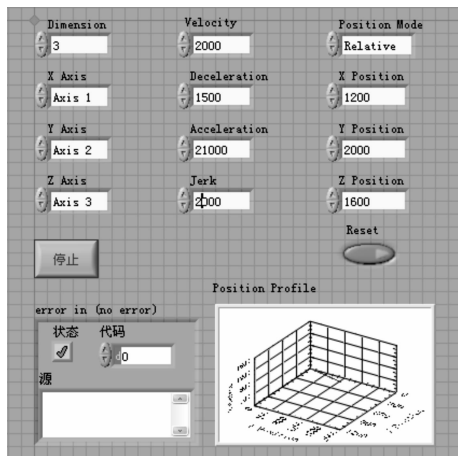 Dimension Velocity Position Mode
3 2000 Relative
X Axis Deceleration X Position
Axis 1 1500 1200
Y Axis Acceleration Y Position
Axis 2 21000 2000
Z Axis Jerk Z Position
Axis 3 2000 1600
Reset
停止
Position Profile
error in (no error)
状态 代码
d0
源